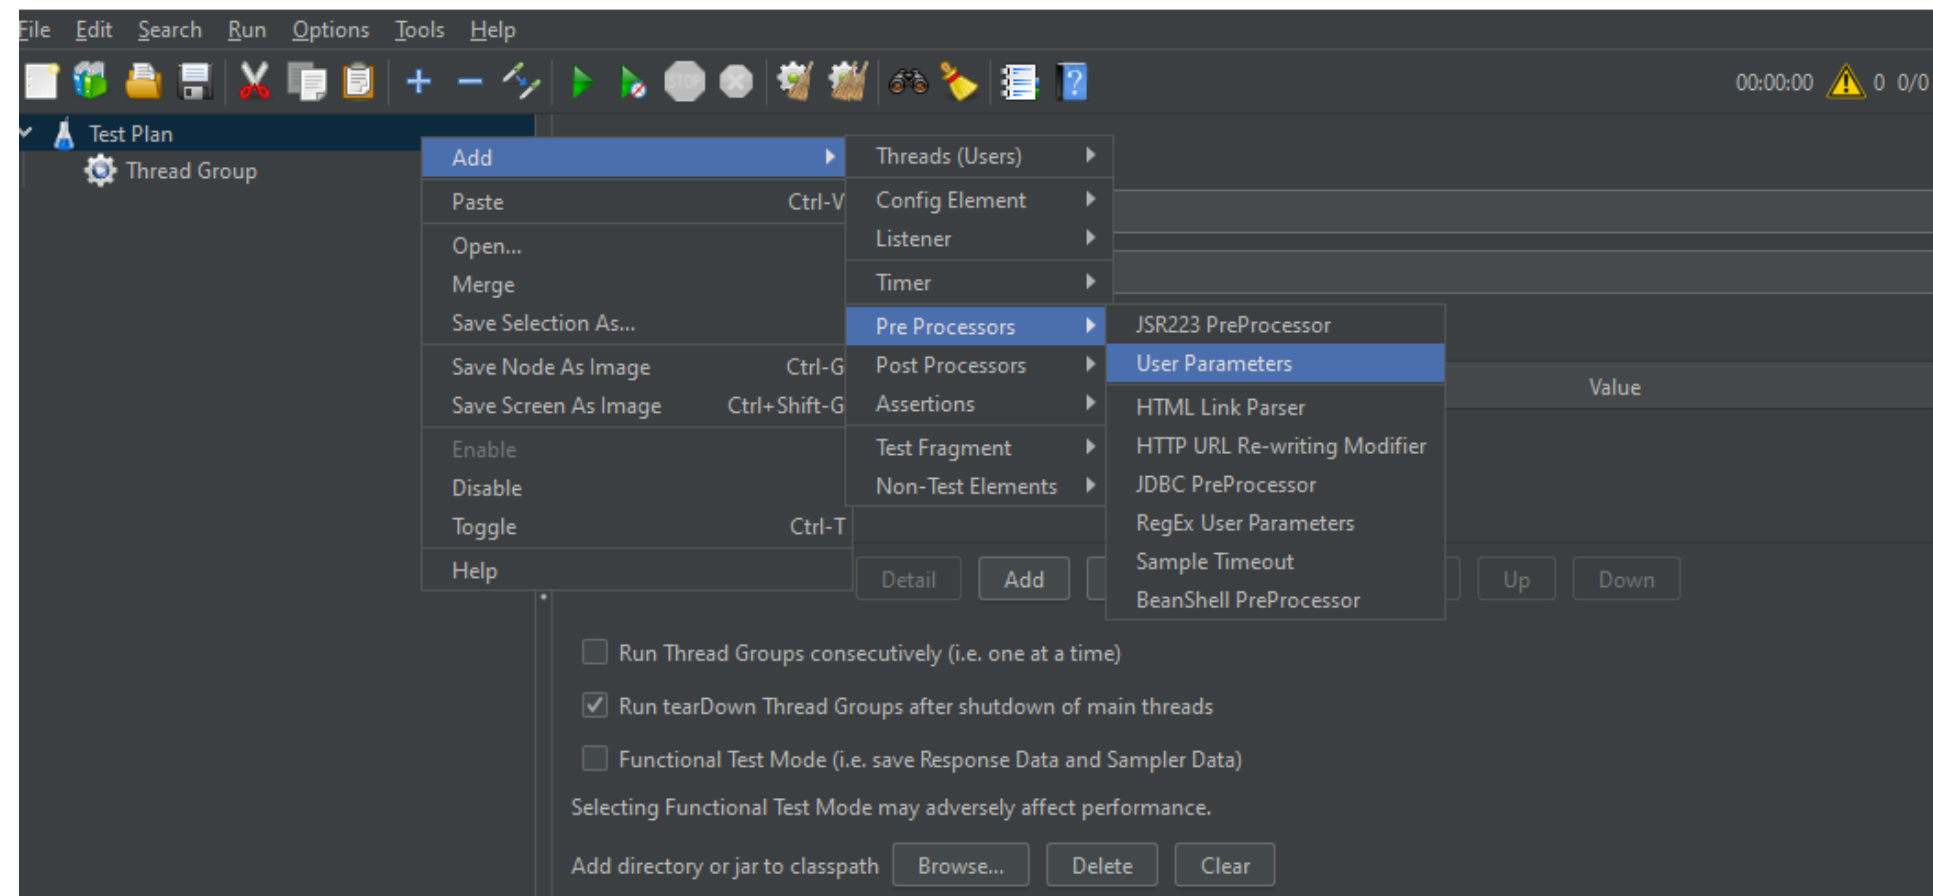 File Edit Search Run Options Tools Help
STOP
00:00:00 0 0/0
Test Plan
Thread Group
Add
Paste Ctrl-V
Open...
Merge
Save Selection As...
Save Node As Image Ctrl-G
Save Screen As Image Ctrl+Shift-G
Enable
Disable
Toggle Ctrl-T
Help
Threads (Users)
Config Element
Listener
Timer
Pre Processors
Post Processors
Assertions
Test Fragment
Non-Test Elements
JSR223 PreProcessor
User Parameters
HTML Link Parser
HTTP URL Re-writing Modifier
JDBC PreProcessor
RegEx User Parameters
Sample Timeout
BeanShell PreProcessor
Value
Detail Add Up Down
Run Thread Groups consecutively (i.e. one at a time)
Run tearDown Thread Groups after shutdown of main threads
Functional Test Mode (i.e. save Response Data and Sampler Data)
Selecting Functional Test Mode may adversely affect performance.
Add directory or jar to classpath Browse... Delete Clear